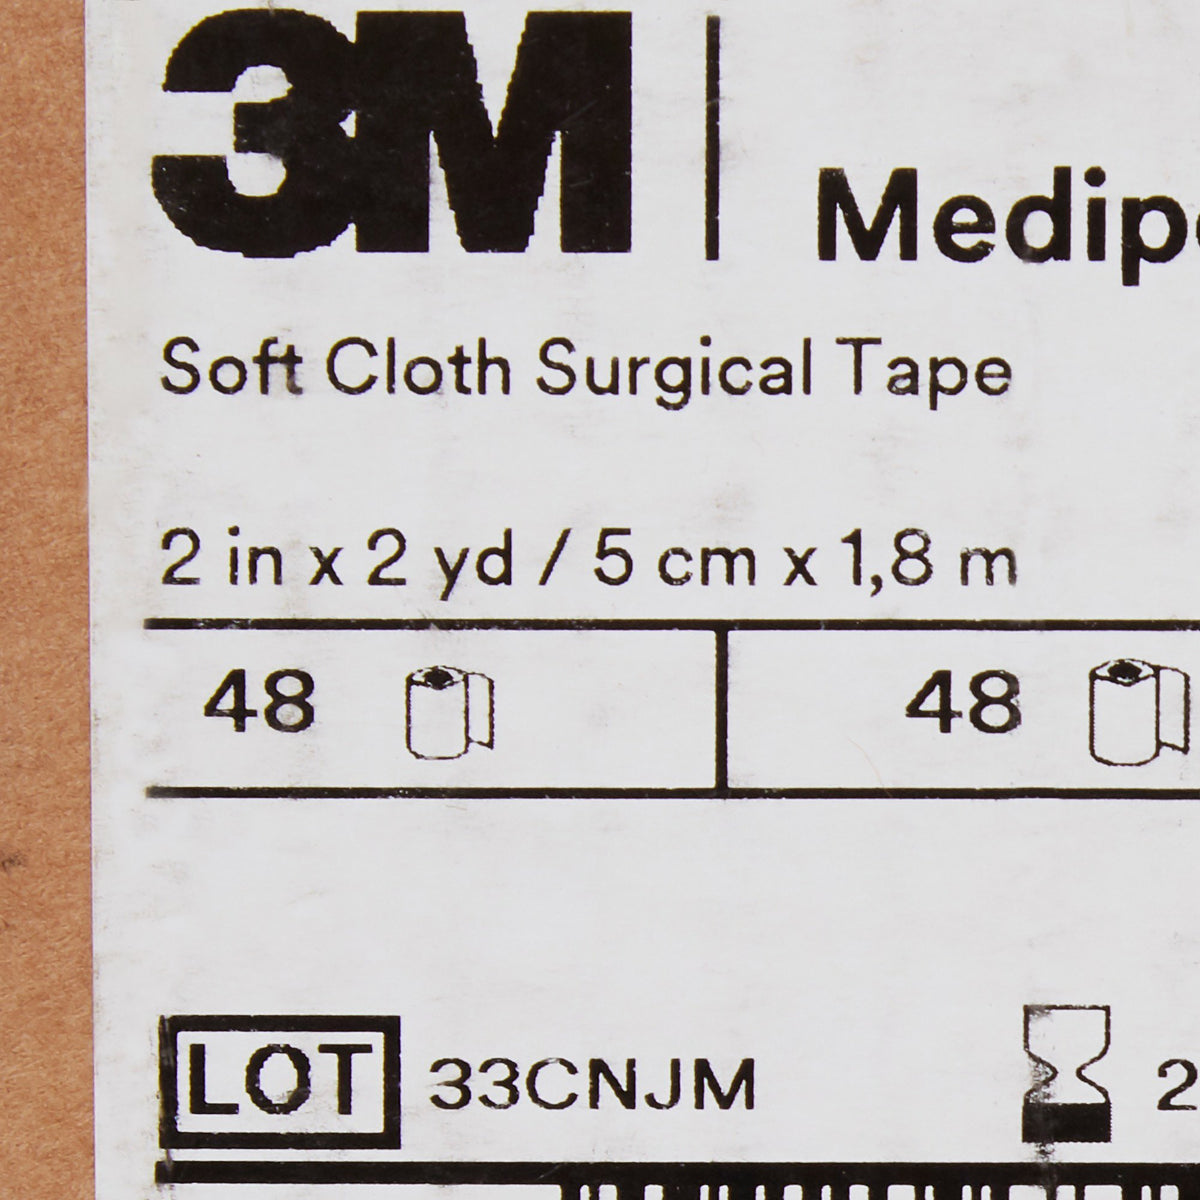 3M | Medip
Soft Cloth Surgical Tape
2 in x 2 yd / 5 cm x 1,8 m
48 48
LOT 33CNJM 2